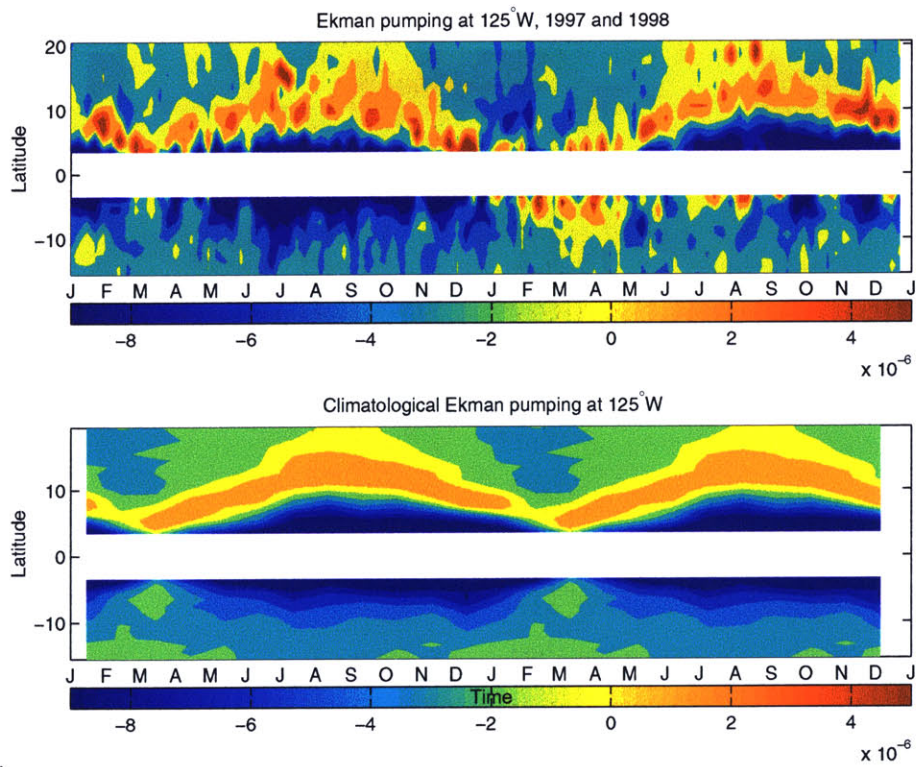 Ekman pumping at 125°W, 1997 and 1998
Latitude
20
10
0
−10
J F M A M J J A S O N D J F M A M J J A S O N D J
−8 −6 −4 −2 0 2 4
x 10⁻⁶
Climatological Ekman pumping at 125°W
Latitude
10
0
−10
J F M A M J J A S O N D J F M A M J J A S O N D J
Time
−8 −6 −4 −2 0 2 4
x 10⁻⁶